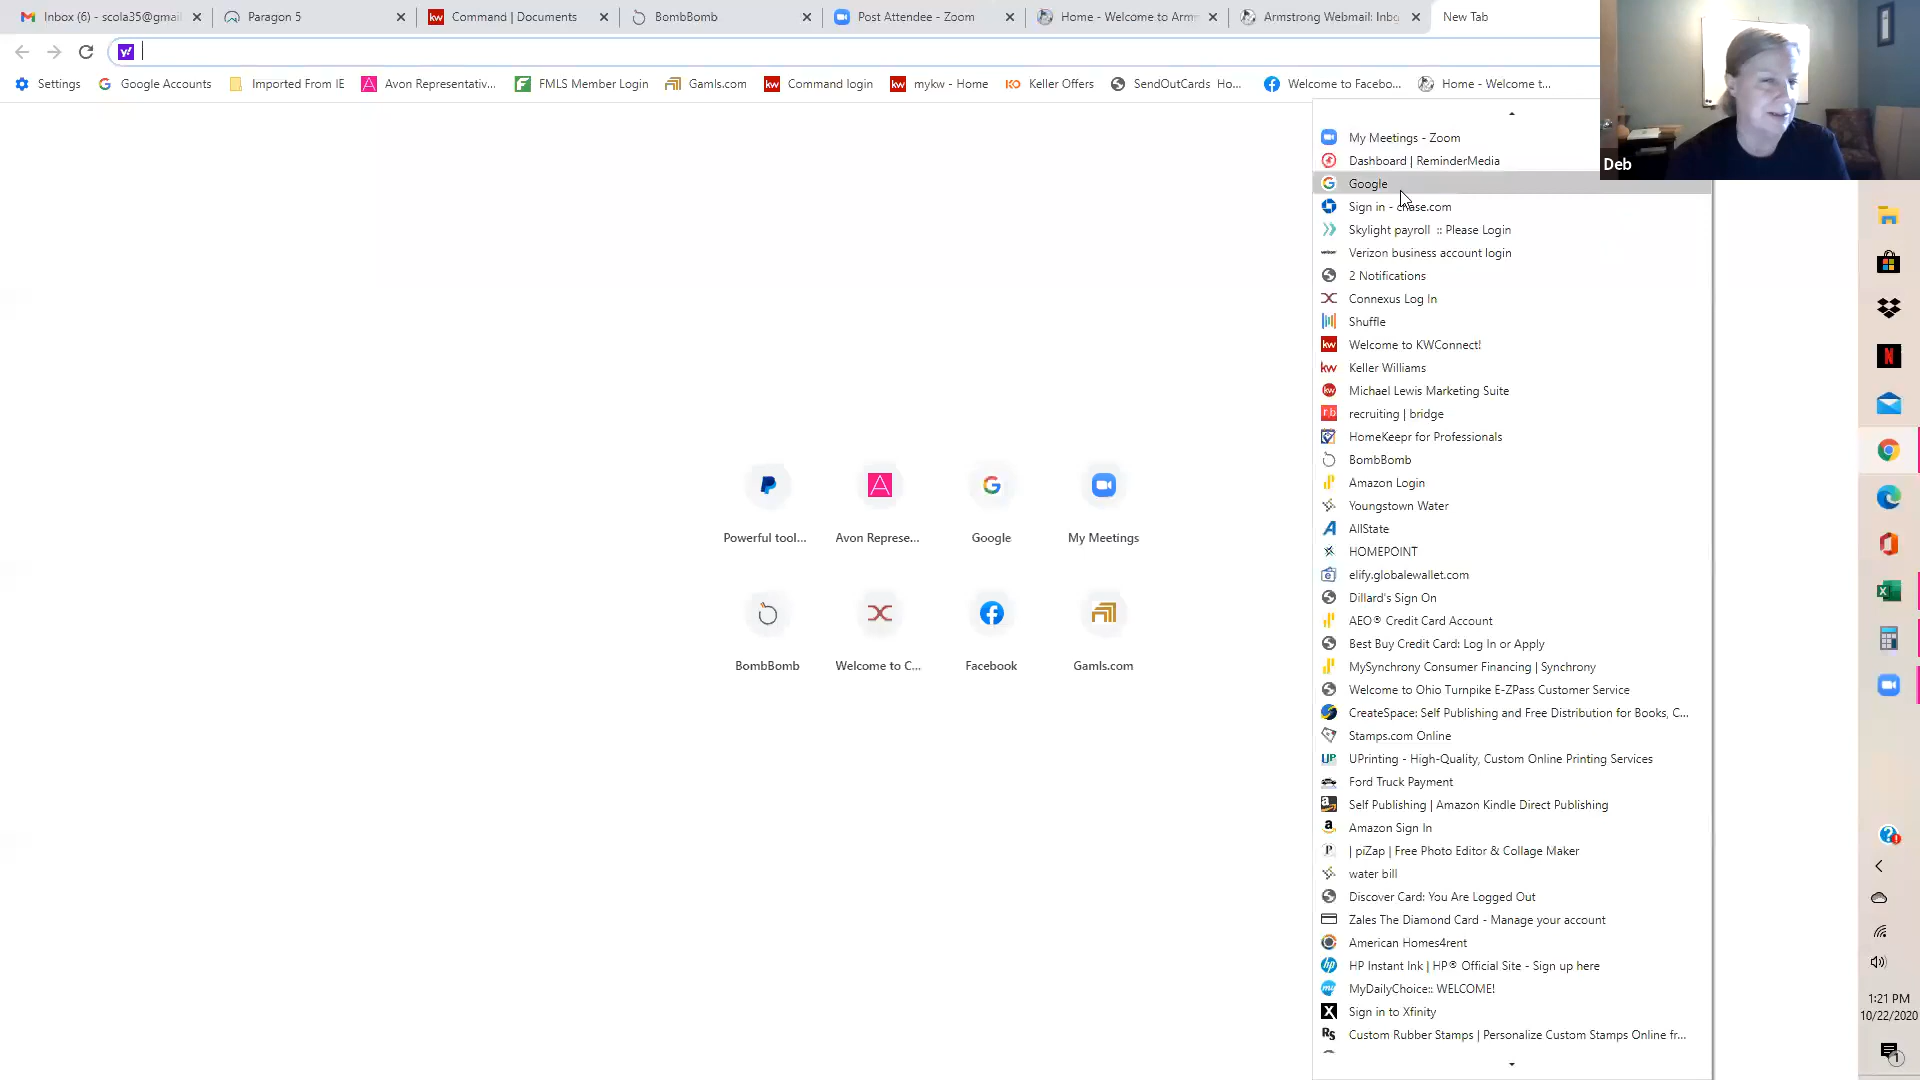 Inbox (6) - scola35@gmai
Paragon 5
Command | Documents
BombBomb
Post Attendee - Zoom
Home - Welcome to Arm
Armstrong Webmail: Inb
New Tab
y!
Settings
Google Accounts
Imported From IE
Avon Representativ...
FMLS Member Login
Gamls.com
Command login
mykw - Home
Keller Offers
SendOutCards Ho...
Welcome to Facebo...
Home - Welcome t...
Deb
My Meetings - Zoom
Dashboard | ReminderMedia
Google
Sign in - chase.com
Skylight payroll :: Please Login
Verizon business account login
2 Notifications
Connexus Log In
Shuffle
Welcome to KWConnect!
Keller Williams
Michael Lewis Marketing Suite
recruiting | bridge
HomeKeepr for Professionals
BombBomb
Amazon Login
Youngstown Water
AllState
HOMEPOINT
elify.globalewallet.com
Dillard's Sign On
AEO® Credit Card Account
Best Buy Credit Card: Log In or Apply
MySynchrony Consumer Financing | Synchrony
Welcome to Ohio Turnpike E-ZPass Customer Service
CreateSpace: Self Publishing and Free Distribution for Books, C...
Stamps.com Online
UPrinting - High-Quality, Custom Online Printing Services
Ford Truck Payment
Self Publishing | Amazon Kindle Direct Publishing
Amazon Sign In
| piZap | Free Photo Editor & Collage Maker
water bill
Discover Card: You Are Logged Out
Zales The Diamond Card - Manage your account
American Homes4rent
HP Instant Ink | HP® Official Site - Sign up here
MyDailyChoice:: WELCOME!
Sign in to Xfinity
Custom Rubber Stamps | Personalize Custom Stamps Online fr...
Powerful tool...
Avon Represe...
Google
My Meetings
BombBomb
Welcome to C...
Facebook
Gamls.com
1:21 PM
10/22/2020
1